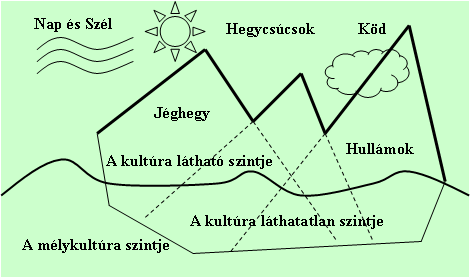 Nap és Szél
Hegycsúcsok
Köd
Jéghegy
Hullámok
A kultúra látható szintje
A kultúra láthatatlan szintje
A mélykultúra szintje